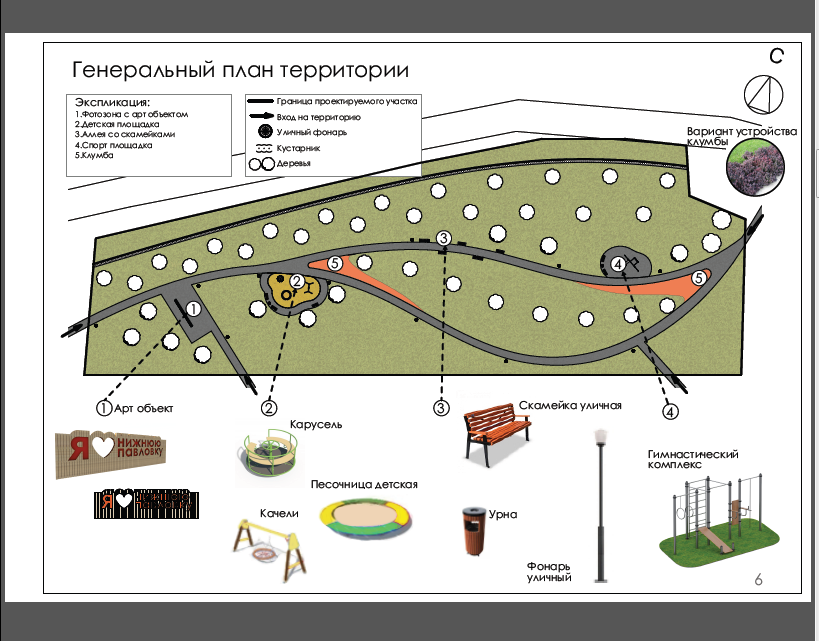 С
Генеральный план территории
Экспликация:
1.Фотозона с арт объектом
2.Детская площадка
3.Аллея со скамейками
4.Спорт площадка
5.Клумба
Граница проектируемого участка
Вход на территорию
Уличный фонарь
Кустарник
Деревья
Вариант устройства
клумбы
3
5
4
2
5
1
1 Арт объект
2
3
4
Я НИЖНЮЮ
ПАВЛОВКУ
Карусель
Песочница детская
Качели
Скамейка уличная
Урна
Фонарь
уличный
Гимнастический
комплекс
6